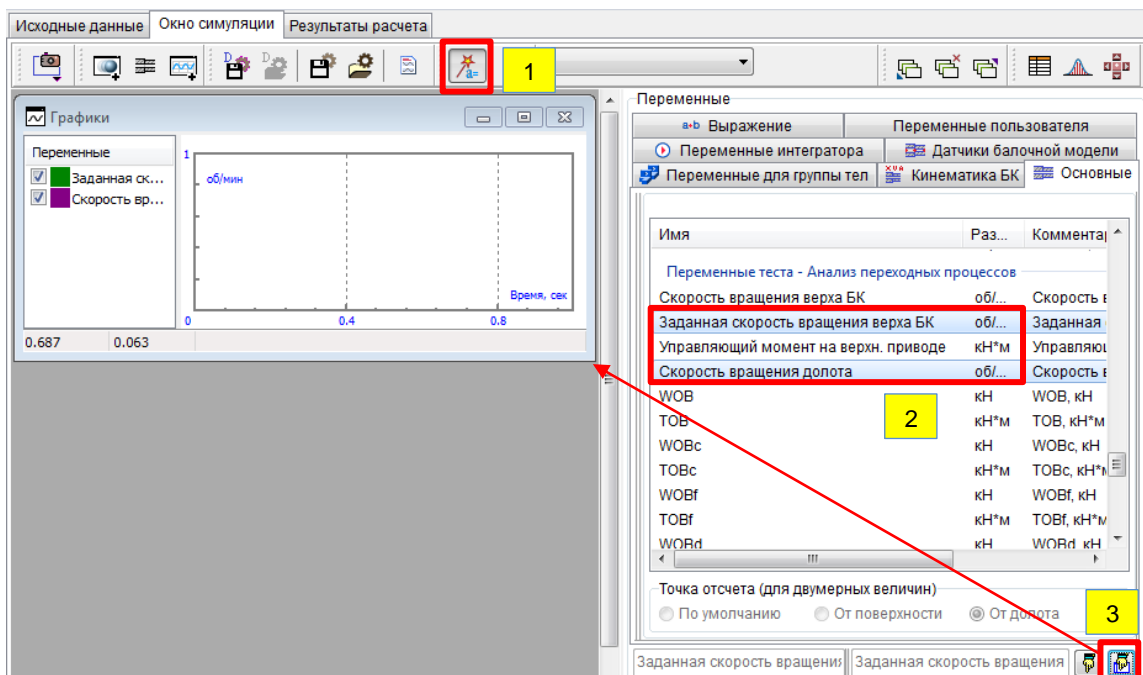 Исходные данные Окно симуляции Результаты расчета
D D a= 1
Графики
Переменные
Заданная ск...
Скорость вр...
1
об/мин
Время, сек
0 0.4 0.8
0.687 0.063
Переменные
a+b Выражение Переменные пользователя
Переменные интегратора Датчики балочной модели
Переменные для группы тел Кинематика БК Основные
Имя Раз... Комментар
Переменные теста - Анализ переходных процессов
Скорость вращения верха БК об/... Скорость в
Заданная скорость вращения верха БК об/... Заданная
Управляющий момент на верхн. приводе кН*м Управляющ
Скорость вращения долота об/... Скорость в
WOB кН WOB, кН
TOB кН*м TOB, кН*м
WOBc кН WOBc, кН
TOBc кН*м TOBc, кН*м
WOBf кН WOBf, кН
TOBf кН*м TOBf, кН*м
WOBd кН WOBd, кН
2
Точка отсчета (для двумерных величин)
По умолчанию От поверхности От долота
3
Заданная скорость вращени Заданная скорость вращения